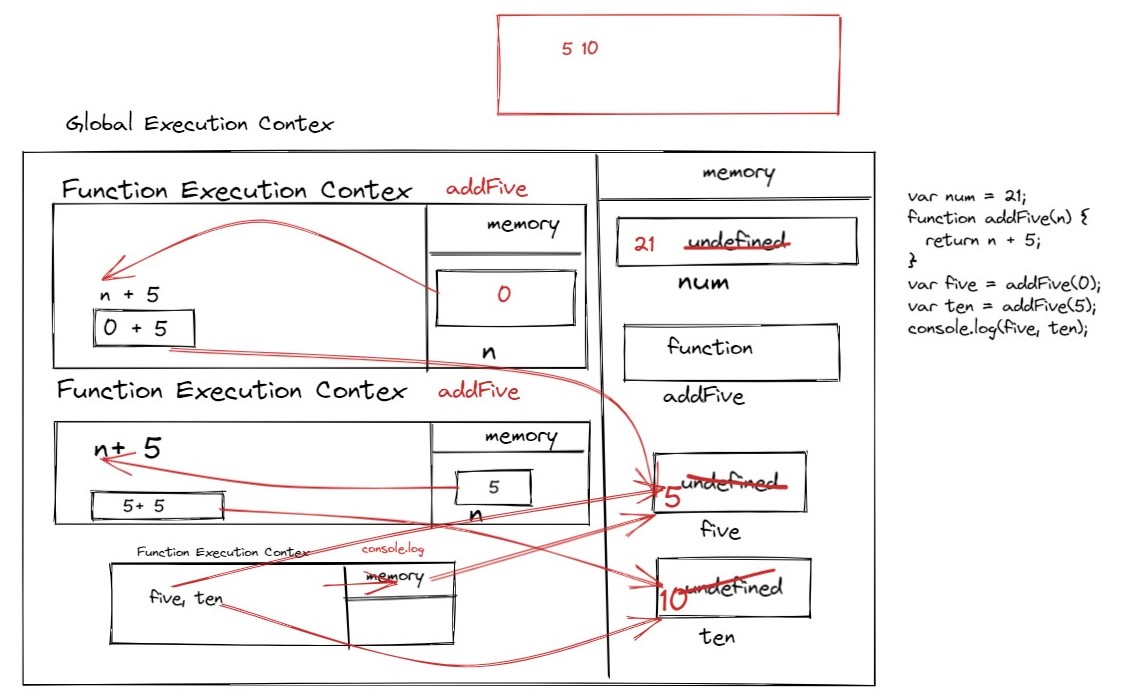 5 10
Global Execution Contex
Function Execution Contex addFive
memory
0
n
n + 5
0 + 5
Function Execution Contex addFive
memory
5
n
n+ 5
5+ 5
Function Execution Contex console.log
memory
five, ten
memory
21 undefined
num
function
addFive
5 undefined
five
10 undefined
ten
var num = 21;
function addFive(n) {
return n + 5;
}
var five = addFive(0);
var ten = addFive(5);
console.log(five, ten);